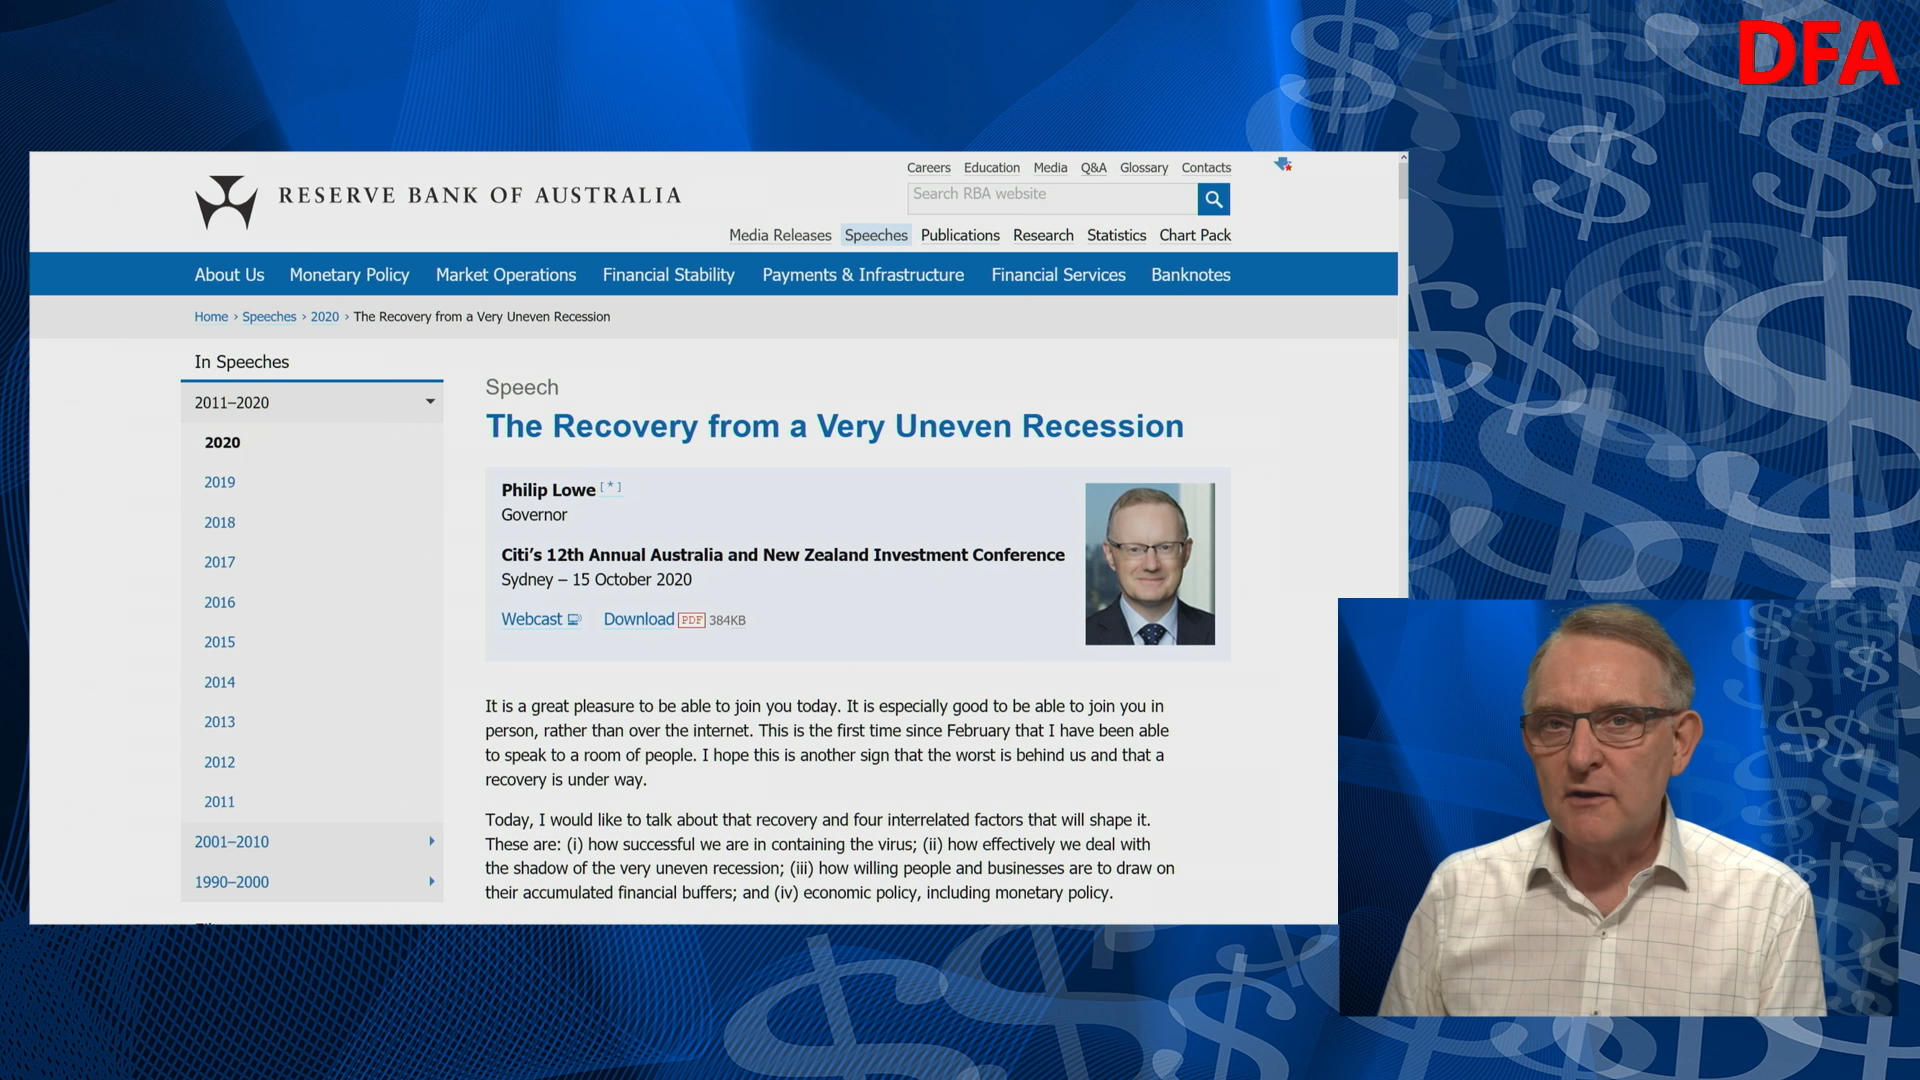 DFA
Careers Education Media Q&A Glossary Contacts
RESERVE BANK OF AUSTRALIA
Search RBA website
Media Releases Speeches Publications Research Statistics Chart Pack
About Us Monetary Policy Market Operations Financial Stability Payments & Infrastructure Financial Services Banknotes
Home › Speeches › 2020 › The Recovery from a Very Uneven Recession
In Speeches
2011–2020
2020
2019
2018
2017
2016
2015
2014
2013
2012
2011
2001–2010
1990–2000
Speech
The Recovery from a Very Uneven Recession
Philip Lowe [ * ]
Governor
Citi’s 12th Annual Australia and New Zealand Investment Conference
Sydney – 15 October 2020
Webcast Download PDF 384KB
It is a great pleasure to be able to join you today. It is especially good to be able to join you in
person, rather than over the internet. This is the first time since February that I have been able
to speak to a room of people. I hope this is another sign that the worst is behind us and that a
recovery is under way.
Today, I would like to talk about that recovery and four interrelated factors that will shape it.
These are: (i) how successful we are in containing the virus; (ii) how effectively we deal with
the shadow of the very uneven recession; (iii) how willing people and businesses are to draw on
their accumulated financial buffers; and (iv) economic policy, including monetary policy.